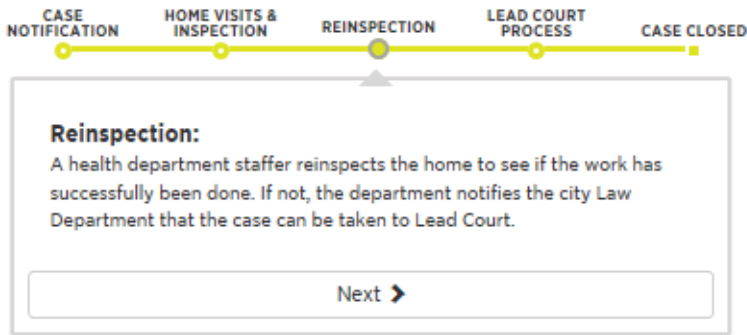 CASE NOTIFICATION
HOME VISITS & INSPECTION
REINSPECTION
LEAD COURT PROCESS
CASE CLOSED
Reinspection:
A health department staffer reinspects the home to see if the work has
successfully been done. If not, the department notifies the city Law
Department that the case can be taken to Lead Court.
Next